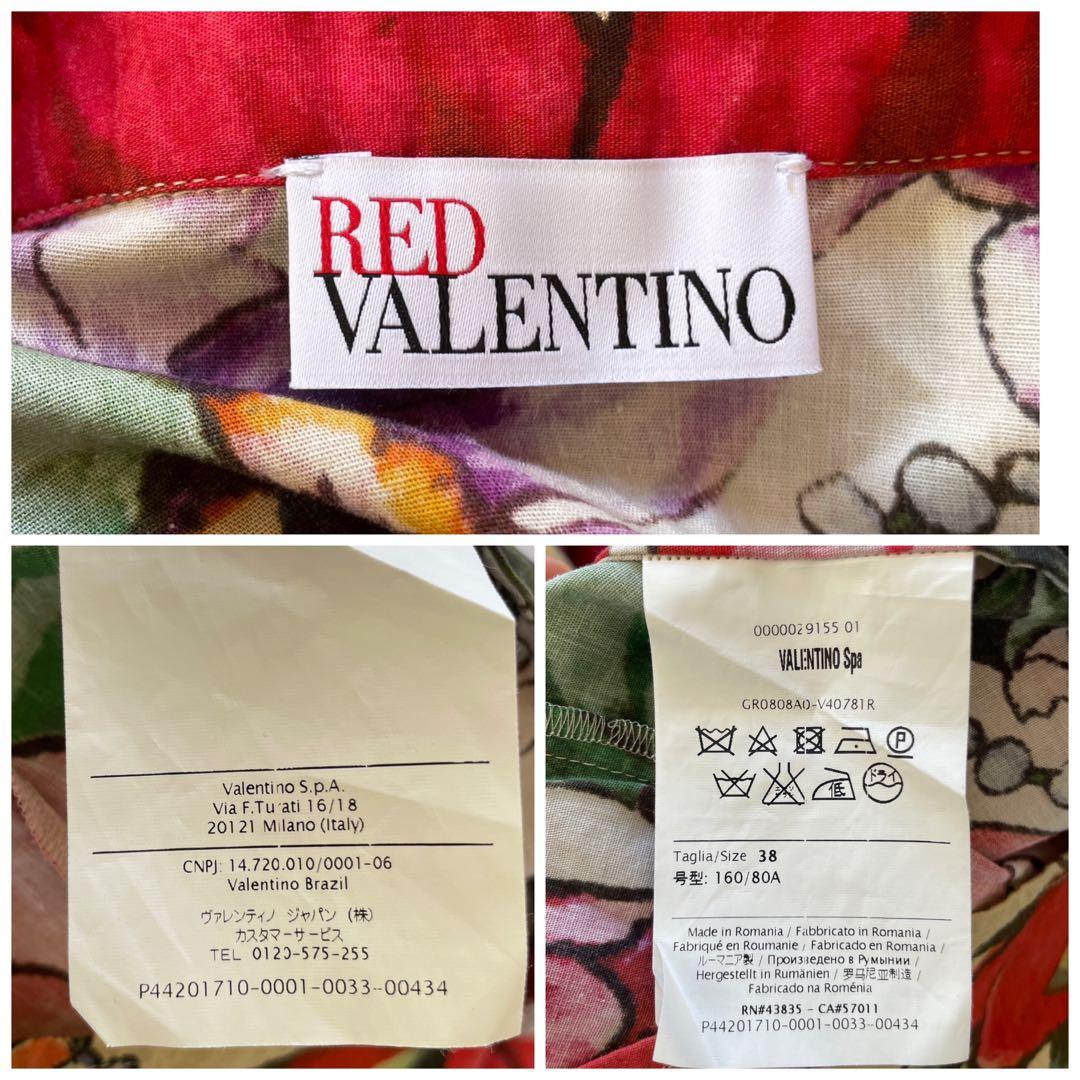 RED
VALENTINO
Valentino S.p.A.
Via F.Turati 16/18
20121 Milano (Italy)
CNPJ: 14.720.010/0001-06
Valentino Brazil
ヴァレンティノ ジャパン (株)
カスタマーサービス
TEL 0120-575-255
P44201710-0001-0033-00434
0000029155 01
VALENTINO Spa
GR0808A0-V40781R
P
ドライ
低
Taglia/Size 38
号型: 160/80A
Made in Romania / Fabbricato in Romania /
Fabriqué en Roumanie / Fabricado en Romania /
ルーマニア製 / Произведено в Румынии /
Hergestellt in Rumänien / 罗马尼亚制造 /
Fabricado na Roménia
RN#43835 - CA#57011
P44201710-0001-0033-00434